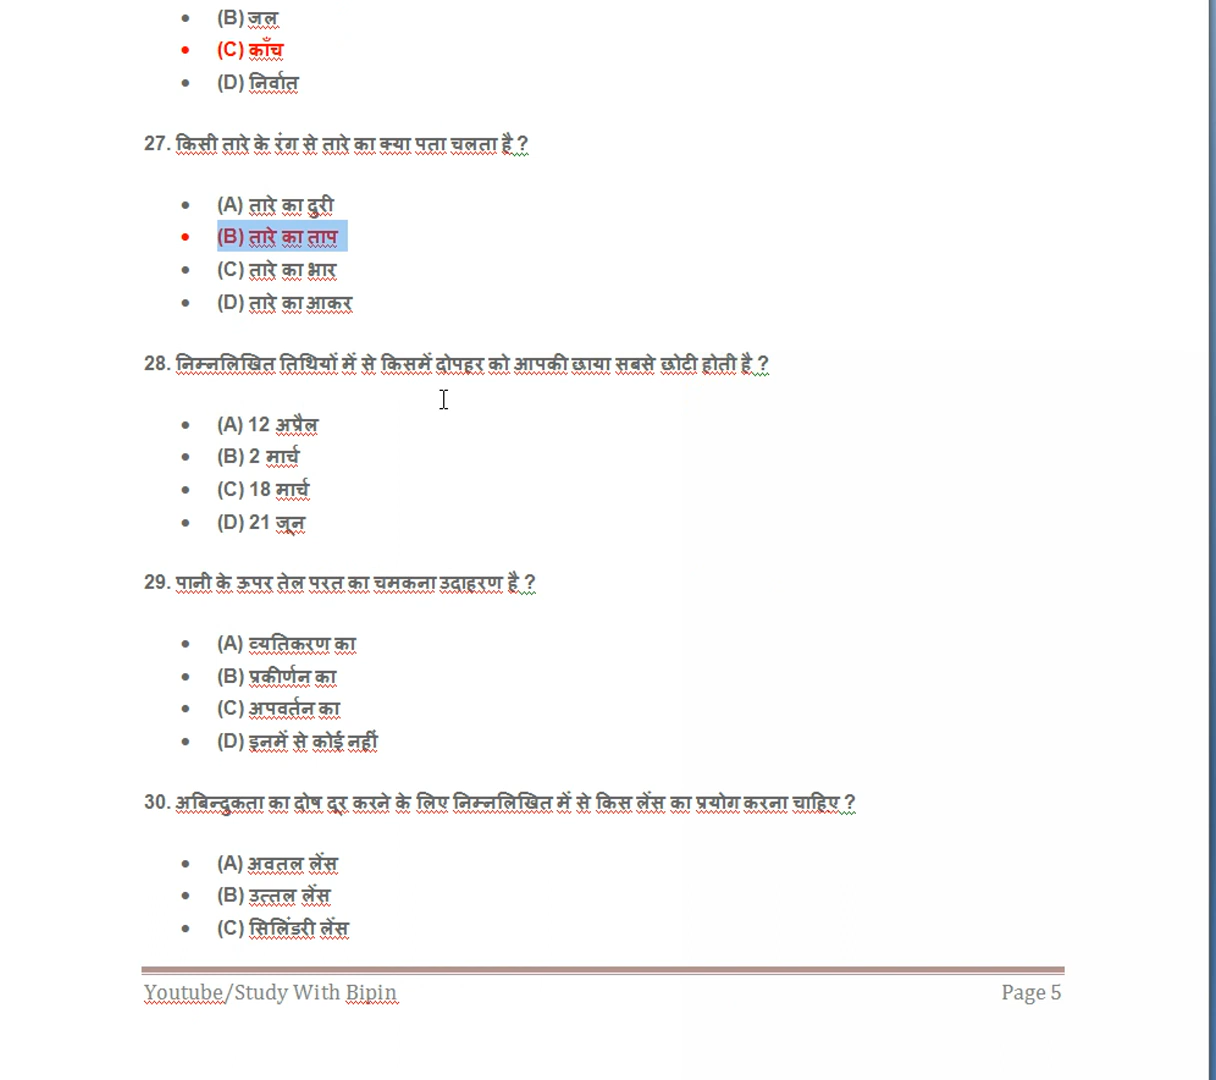 (B) जल
(C) काँच
(D) निर्वात
27. किसी तारे के रंग से तारे का क्या पता चलता है ?
(A) तारे का दुरी
(B) तारे का ताप
(C) तारे का भार
(D) तारे का आकर
28. निम्नलिखित तिथियों में से किसमें दोपहर को आपकी छाया सबसे छोटी होती है ?
(A) 12 अप्रैल
(B) 2 मार्च
(C) 18 मार्च
(D) 21 जून
29. पानी के ऊपर तेल परत का चमकना उदाहरण है ?
(A) व्यतिकरण का
(B) प्रकीर्णन का
(C) अपवर्तन का
(D) इनमें से कोई नहीं
30. अबिन्दुकता का दोष दूर करने के लिए निम्नलिखित में से किस लेंस का प्रयोग करना चाहिए ?
(A) अवतल लेंस
(B) उत्तल लेंस
(C) सिलिंडरी लेंस
Youtube/Study With Bipin Page 5